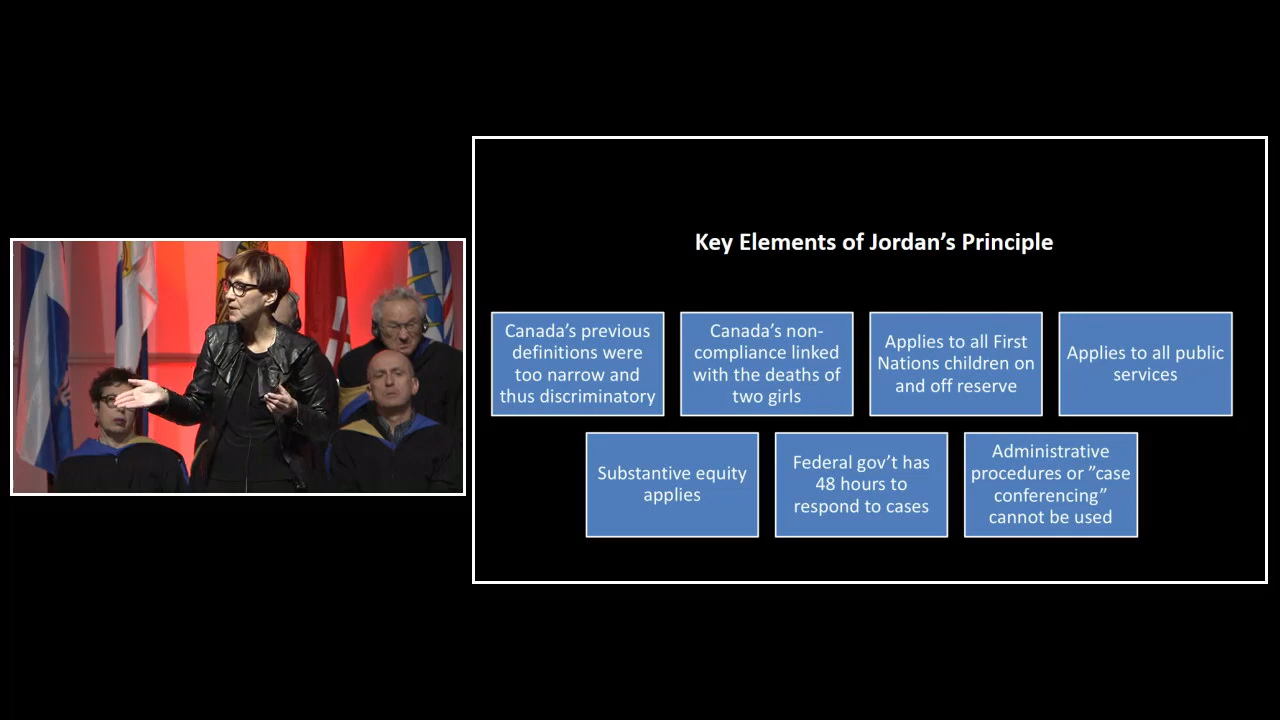 Key Elements of Jordan's Principle
Canada's previous
definitions were
too narrow and
thus discriminatory
Canada's non-
compliance linked
with the deaths of
two girls
Applies to all First
Nations children on
and off reserve
Applies to all public
services
Substantive equity
applies
Federal gov't has
48 hours to
respond to cases
Administrative
procedures or ”case
conferencing”
cannot be used